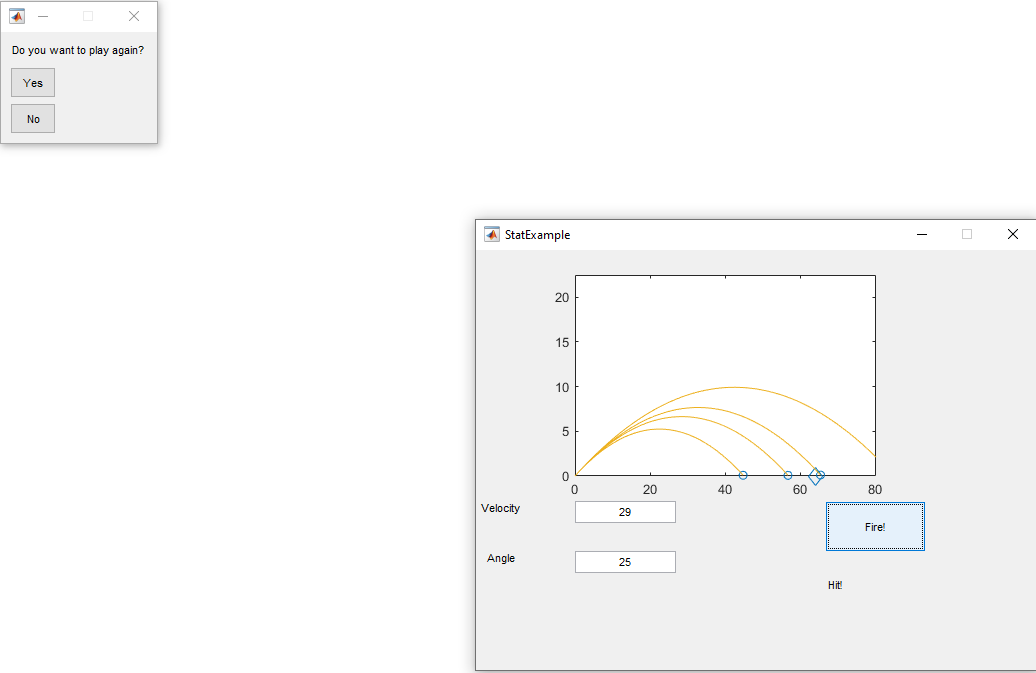 Do you want to play again?
Yes
No
StatExample
20
15
10
5
0
0 20 40 60 80
Velocity 29 Fire!
Angle 25
Hit!